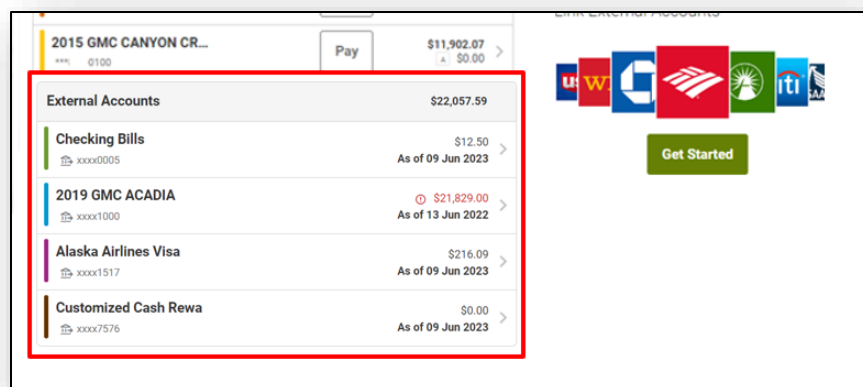 2015 GMC CANYON CR...
0100
Pay
$11,902.07
A $0.00
External Accounts
$22,057.59
Checking Bills
xxxx0005
$12.50
As of 09 Jun 2023
2019 GMC ACADIA
xxxx1000
$21,829.00
As of 13 Jun 2022
Alaska Airlines Visa
xxxx1517
$216.09
As of 09 Jun 2023
Customized Cash Rewa
xxxx7576
$0.00
As of 09 Jun 2023
Link External Accounts
us
W
citi
Get Started